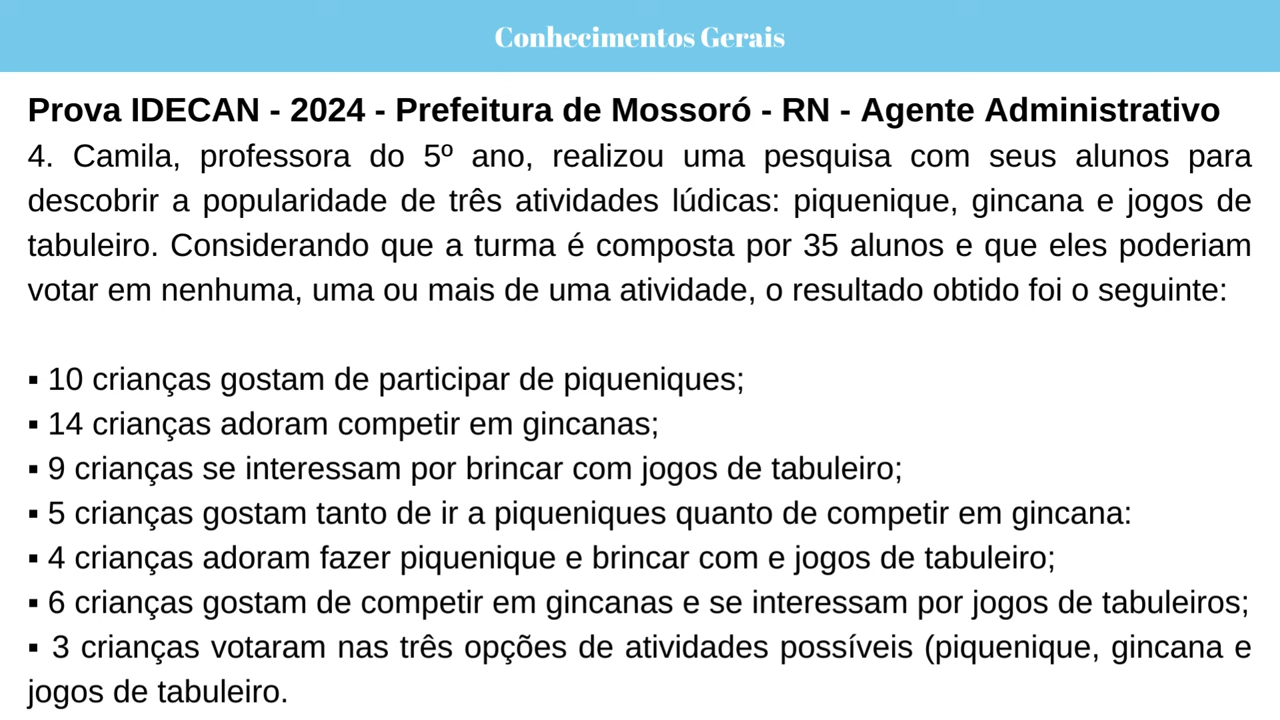 Conhecimentos Gerais
Prova IDECAN - 2024 - Prefeitura de Mossoró - RN - Agente Administrativo
4. Camila, professora do 5º ano, realizou uma pesquisa com seus alunos para
descobrir a popularidade de três atividades lúdicas: piquenique, gincana e jogos de
tabuleiro. Considerando que a turma é composta por 35 alunos e que eles poderiam
votar em nenhuma, uma ou mais de uma atividade, o resultado obtido foi o seguinte:
▪ 10 crianças gostam de participar de piqueniques;
▪ 14 crianças adoram competir em gincanas;
▪ 9 crianças se interessam por brincar com jogos de tabuleiro;
▪ 5 crianças gostam tanto de ir a piqueniques quanto de competir em gincana:
▪ 4 crianças adoram fazer piquenique e brincar com e jogos de tabuleiro;
▪ 6 crianças gostam de competir em gincanas e se interessam por jogos de tabuleiros;
▪ 3 crianças votaram nas três opções de atividades possíveis (piquenique, gincana e
jogos de tabuleiro.